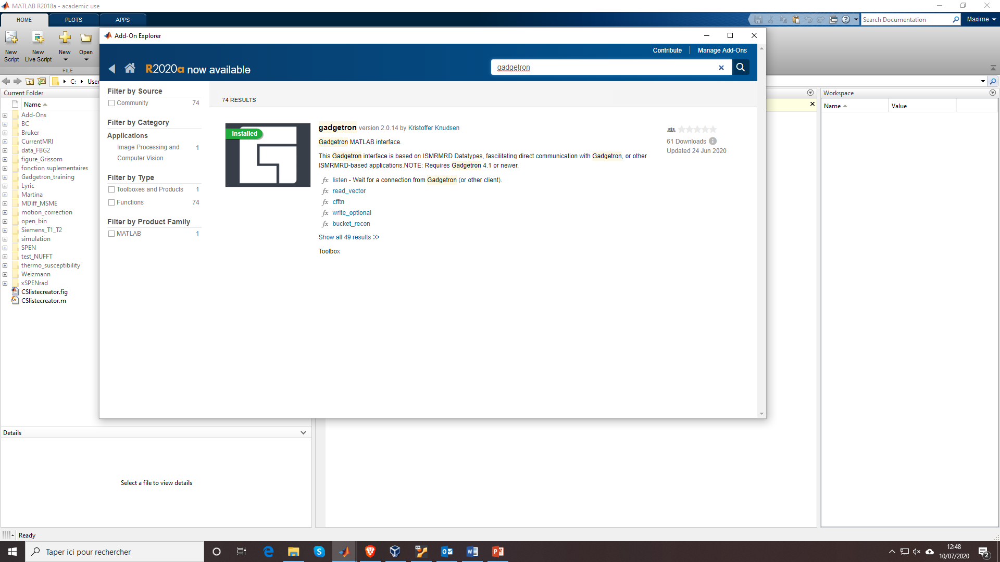 MATLAB R2018a - academic use
HOME
PLOTS
APPS
Search Documentation
Maxime
New
Script
New
Live Script
New
Open
FILE
C:
User
Current Folder
Name
Add-Ons
BC
Bruker
CurrentMRI
data_FBG2
figure_Grissom
fonction suplementaires
Gadgetron_training
Lyric
Martina
MDiff_MSME
motion_correction
open_bin
Siemens_T1_T2
simulation
SPEN
test_NUFFT
thermo_susceptibility
Weizmann
xSPENrad
CSlistecreator.fig
CSlistecreator.m
Details
Select a file to view details
Ready
Add-On Explorer
Contribute
Manage Add-Ons
R2020a now available
gadgetron
Filter by Source
Community 74
Filter by Category
Applications
Image Processing and 1
Computer Vision
Filter by Type
Toolboxes and Products 1
Functions 74
Filter by Product Family
MATLAB 1
74 RESULTS
Installed
gadgetron version 2.0.14 by Kristoffer Knudsen
Gadgetron MATLAB interface.
This Gadgetron interface is based on ISMRMRD Datatypes, fascilitating direct communication with Gadgetron, or other
ISMRMRD-based applications.NOTE: Requires Gadgetron 4.1 or newer.
fx listen - Wait for a connection from Gadgetron (or other client).
fx read_vector
fx cfftn
fx write_optional
fx bucket_recon
Show all 49 results >>
Toolbox
61 Downloads
Updated 24 Jun 2020
Workspace
Name
Value
Taper ici pour rechercher
12:48
10/07/2020
2